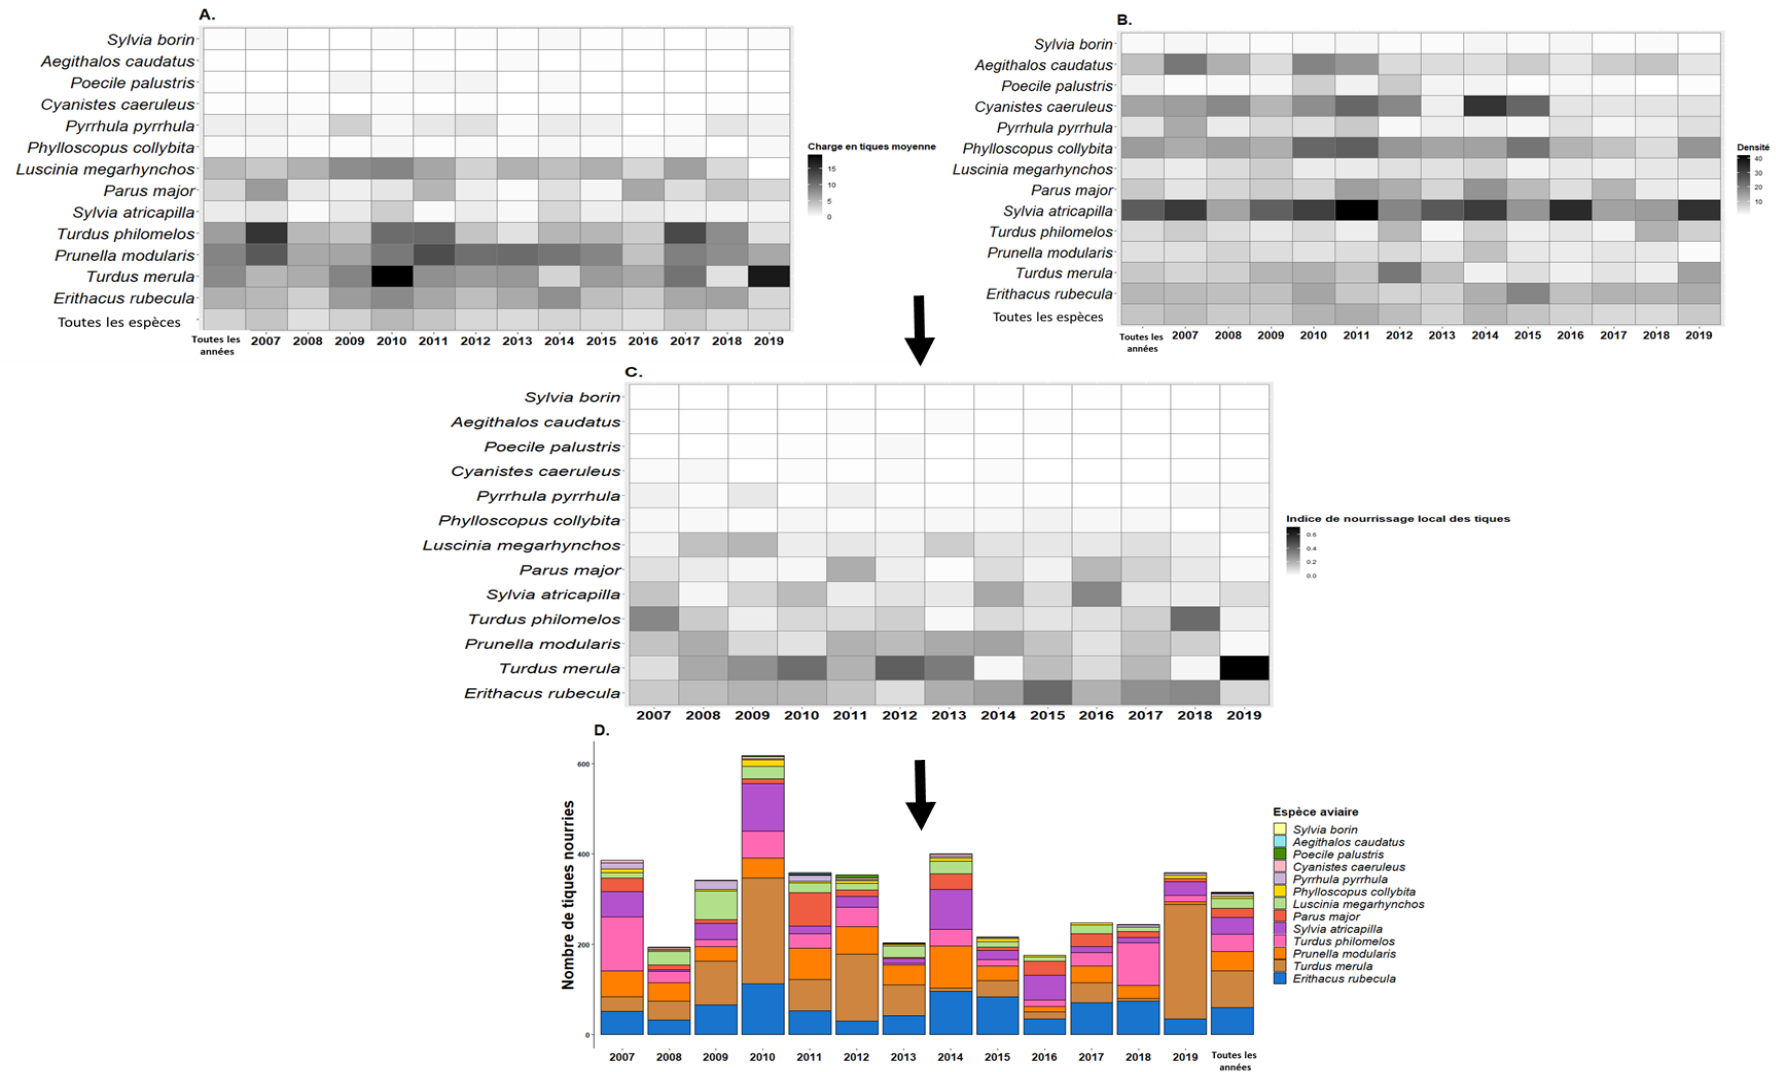 A.
Sylvia borin
Aegithalos caudatus
Poecile palustris
Cyanistes caeruleus
Pyrrhula pyrrhula
Phylloscopus collybita
Luscinia megarhynchos
Parus major
Sylvia atricapilla
Turdus philomelos
Prunella modularis
Turdus merula
Erithacus rubecula
Toutes les espèces
Toutes les années 2007 2008 2009 2010 2011 2012 2013 2014 2015 2016 2017 2018 2019
Charge en tiques moyenne
15
10
5
0
B.
Sylvia borin
Aegithalos caudatus
Poecile palustris
Cyanistes caeruleus
Pyrrhula pyrrhula
Phylloscopus collybita
Luscinia megarhynchos
Parus major
Sylvia atricapilla
Turdus philomelos
Prunella modularis
Turdus merula
Erithacus rubecula
Toutes les espèces
Toutes les années 2007 2008 2009 2010 2011 2012 2013 2014 2015 2016 2017 2018 2019
Densité
40
30
20
10
C.
Sylvia borin
Aegithalos caudatus
Poecile palustris
Cyanistes caeruleus
Pyrrhula pyrrhula
Phylloscopus collybita
Luscinia megarhynchos
Parus major
Sylvia atricapilla
Turdus philomelos
Prunella modularis
Turdus merula
Erithacus rubecula
2007 2008 2009 2010 2011 2012 2013 2014 2015 2016 2017 2018 2019
Indice de nourrissage local des tiques
0.6
0.4
0.2
0.0
D.
Nombre de tiques nourries
600
400
200
0
2007 2008 2009 2010 2011 2012 2013 2014 2015 2016 2017 2018 2019 Toutes les années
Espèce aviaire
Sylvia borin
Aegithalos caudatus
Poecile palustris
Cyanistes caeruleus
Pyrrhula pyrrhula
Phylloscopus collybita
Luscinia megarhynchos
Parus major
Sylvia atricapilla
Turdus philomelos
Prunella modularis
Turdus merula
Erithacus rubecula